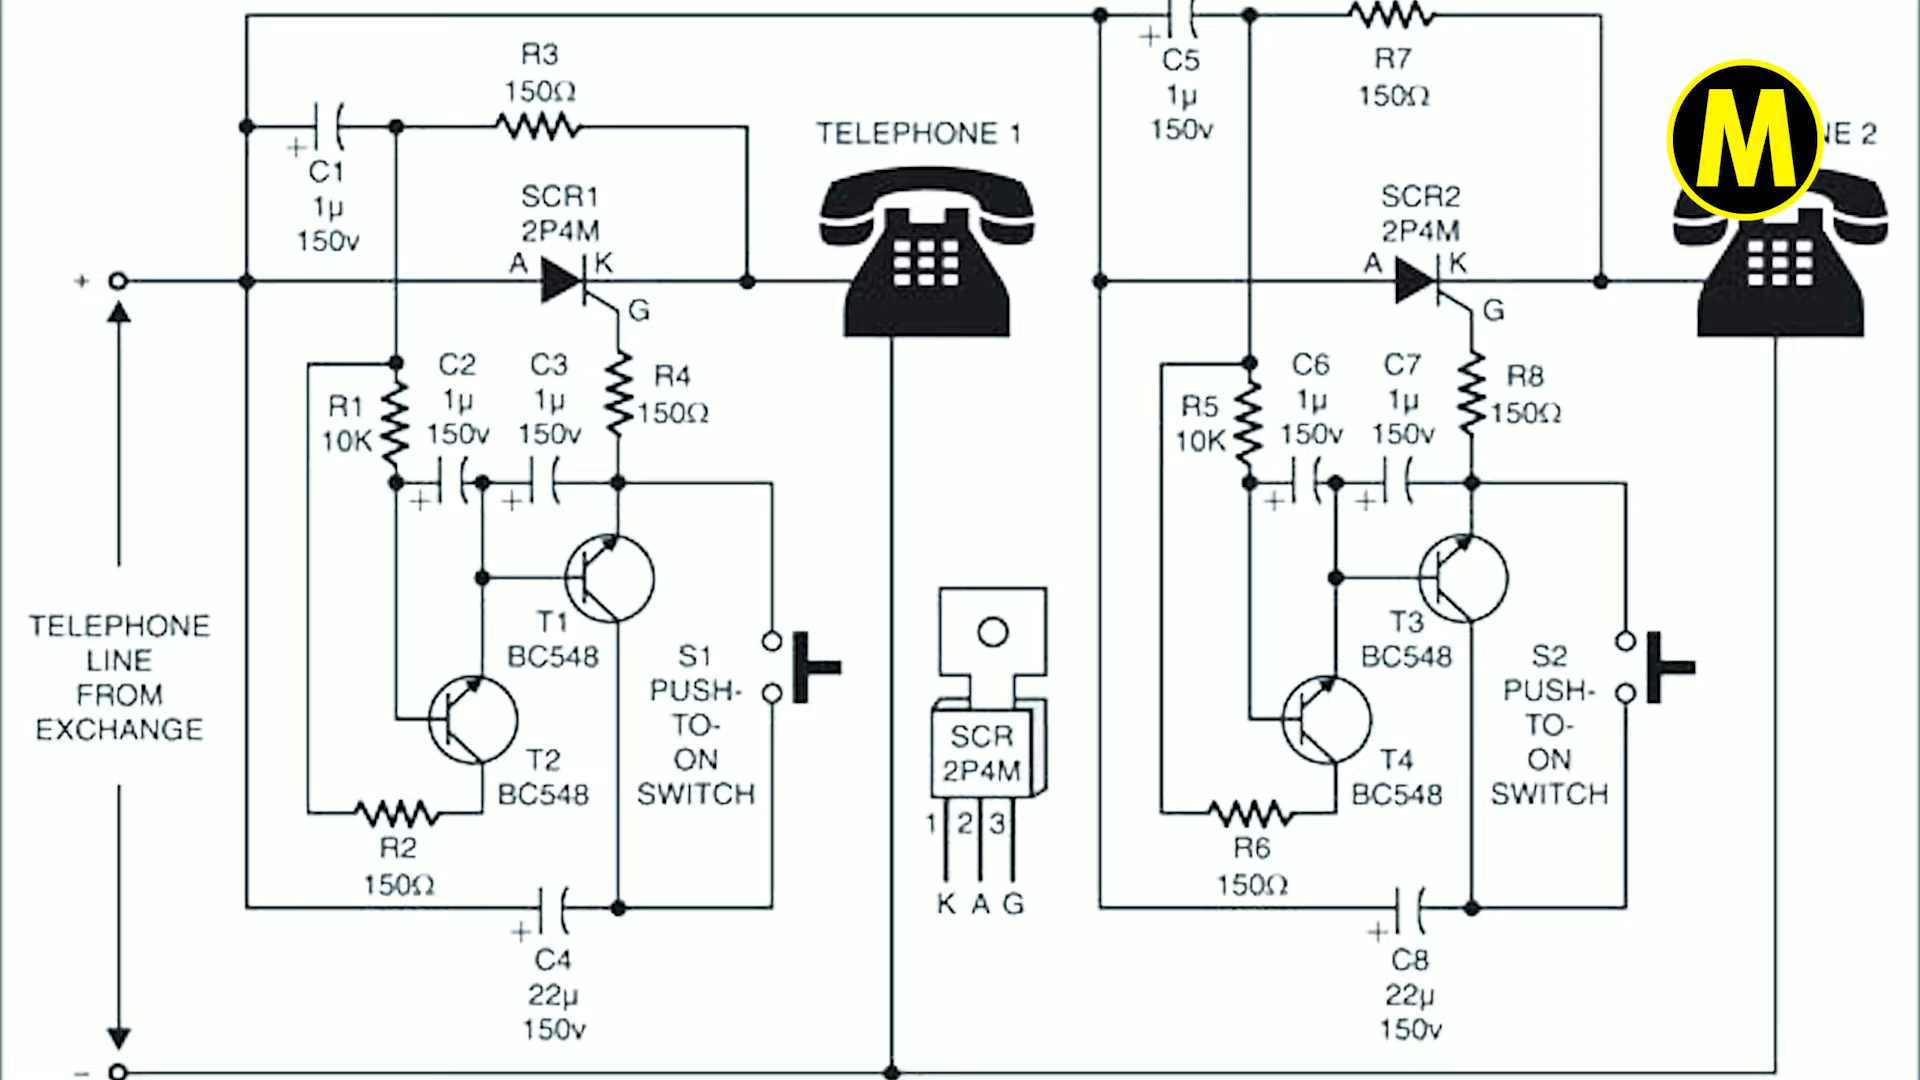 R3
150Ω
C1
1µ
150v
TELEPHONE 1
SCR1
2P4M
A
K
G
+
+
C2
1µ
150v
C3
1µ
150v
R1
10K
R4
150Ω
+
+
T1
BC548
T2
BC548
S1
PUSH-
TO-
ON
SWITCH
R2
150Ω
+
C4
22µ
150v
TELEPHONE
LINE
FROM
EXCHANGE
−
SCR
2P4M
1 2 3
K A G
+
C5
1µ
150v
R7
150Ω
M
NE 2
SCR2
2P4M
A
K
G
C6
1µ
150v
C7
1µ
150v
R5
10K
R8
150Ω
+
+
T3
BC548
T4
BC548
S2
PUSH-
TO-
ON
SWITCH
R6
150Ω
+
C8
22µ
150v